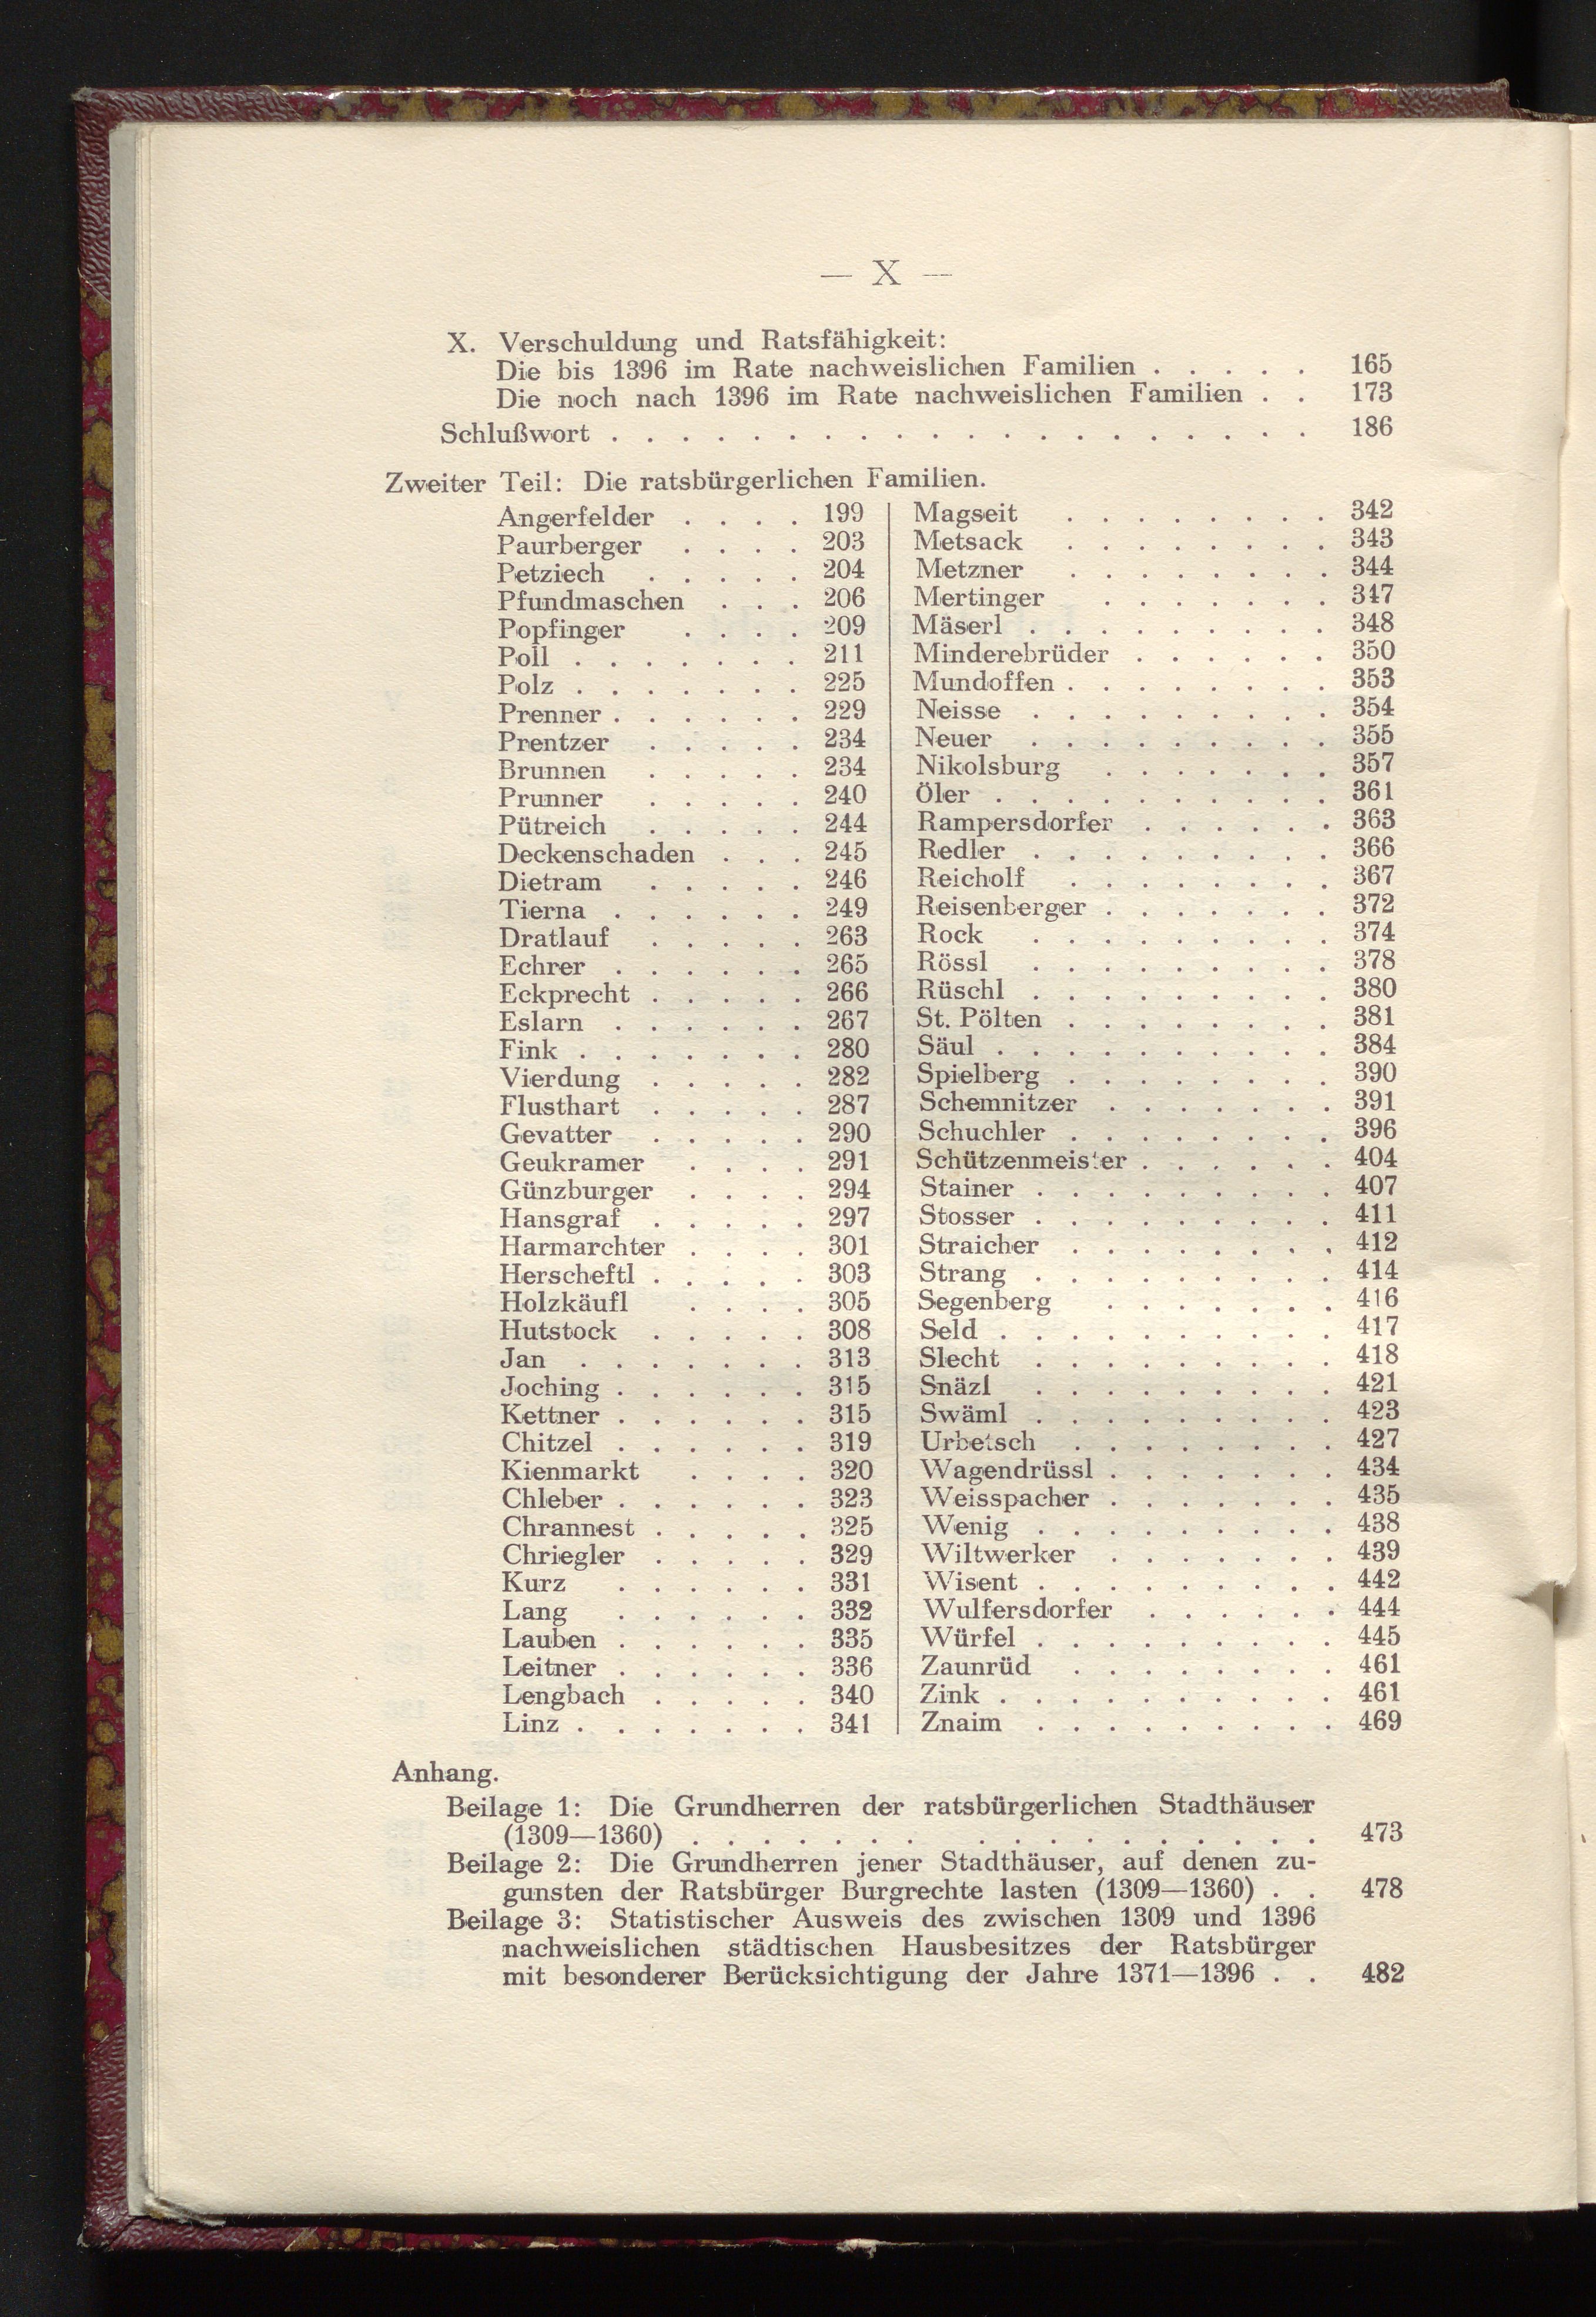 — X —
X. Verschuldung und Ratsfähigkeit:
Die bis 1396 im Rate nachweislichen Familien . . . . . 165
Die noch nach 1396 im Rate nachweislichen Familien . . 173
Schlußwort . . . . . . . . . . . . . . . . . . . . 186
Zweiter Teil: Die ratsbürgerlichen Familien.
Angerfelder . . . . 199
Paurberger . . . . 203
Petziech . . . . . 204
Pfundmaschen . . . 206
Popfinger . . . . 209
Poll . . . . . . . 211
Polz . . . . . . . 225
Prenner . . . . . . 229
Prentzer . . . . . 234
Brunnen . . . . . 234
Prunner . . . . . 240
Pütreich . . . . . 244
Deckenschaden . . . 245
Dietram . . . . . 246
Tierna . . . . . . 249
Dratlauf . . . . . 263
Echrer . . . . . . 265
Eckprecht . . . . . 266
Eslarn . . . . . . 267
Fink . . . . . . . 280
Vierdung . . . . . 282
Flusthart . . . . . 287
Gevatter . . . . . 290
Geukramer . . . . 291
Günzburger . . . . 294
Hansgraf . . . . . 297
Harmarchter . . . . 301
Herscheftl . . . . . 303
Holzkäufl . . . . 305
Hutstock . . . . . 308
Jan . . . . . . . 313
Joching . . . . . . 315
Kettner . . . . . . 315
Chitzel . . . . . . 319
Kienmarkt . . . . 320
Chleber . . . . . . 323
Chrannest . . . . . 325
Chriegler . . . . . 329
Kurz . . . . . . 331
Lang . . . . . . 332
Lauben . . . . . . 335
Leitner . . . . . . 336
Lengbach . . . . . 340
Linz . . . . . . . 341
Magseit . . . . . . . . 342
Metsack . . . . . . . . 343
Metzner . . . . . . . . 344
Mertinger . . . . . . . 347
Mäserl . . . . . . . . . 348
Minderebrüder . . . . . . 350
Mundoffen . . . . . . . . 353
Neisse . . . . . . . . . 354
Neuer . . . . . . . . . 355
Nikolsburg . . . . . . . 357
Öler . . . . . . . . . . 361
Rampersdorfer . . . . . . 363
Redler . . . . . . . . . 366
Reicholf . . . . . . . . 367
Reisenberger . . . . . . . 372
Rock . . . . . . . . . 374
Rössl . . . . . . . . . 378
Rüschl . . . . . . . . . 380
St. Pölten . . . . . . . . 381
Säul . . . . . . . . . . 384
Spielberg . . . . . . . . 390
Schemnitzer . . . . . . . 391
Schuchler . . . . . . . . 396
Schützenmeister . . . . . . 404
Stainer . . . . . . . . . 407
Stosser . . . . . . . . . 411
Straicher . . . . . . . . 412
Strang . . . . . . . . . 414
Segenberg . . . . . . . 416
Seld . . . . . . . . . . 417
Slecht . . . . . . . . . 418
Snäzl . . . . . . . . . 421
Swäml . . . . . . . . . 423
Urbetsch . . . . . . . . 427
Wagendrüssl . . . . . . . 434
Weisspacher . . . . . . . 435
Wenig . . . . . . . . . 438
Wiltwerker . . . . . . . 439
Wisent . . . . . . . . . 442
Wulfersdorfer . . . . . . 444
Würfel . . . . . . . . . 445
Zaunrüd . . . . . . . . 461
Zink . . . . . . . . . . 461
Znaim . . . . . . . . . 469
Anhang.
Beilage 1: Die Grundherren der ratsbürgerlichen Stadthäuser
(1309—1360) . . . . . . . . . . . . . . . . . 473
Beilage 2: Die Grundherren jener Stadthäuser, auf denen zu-
gunsten der Ratsbürger Burgrechte lasten (1309—1360) . . 478
Beilage 3: Statistischer Ausweis des zwischen 1309 und 1396
nachweislichen städtischen Hausbesitzes der Ratsbürger
mit besonderer Berücksichtigung der Jahre 1371—1396 . . 482